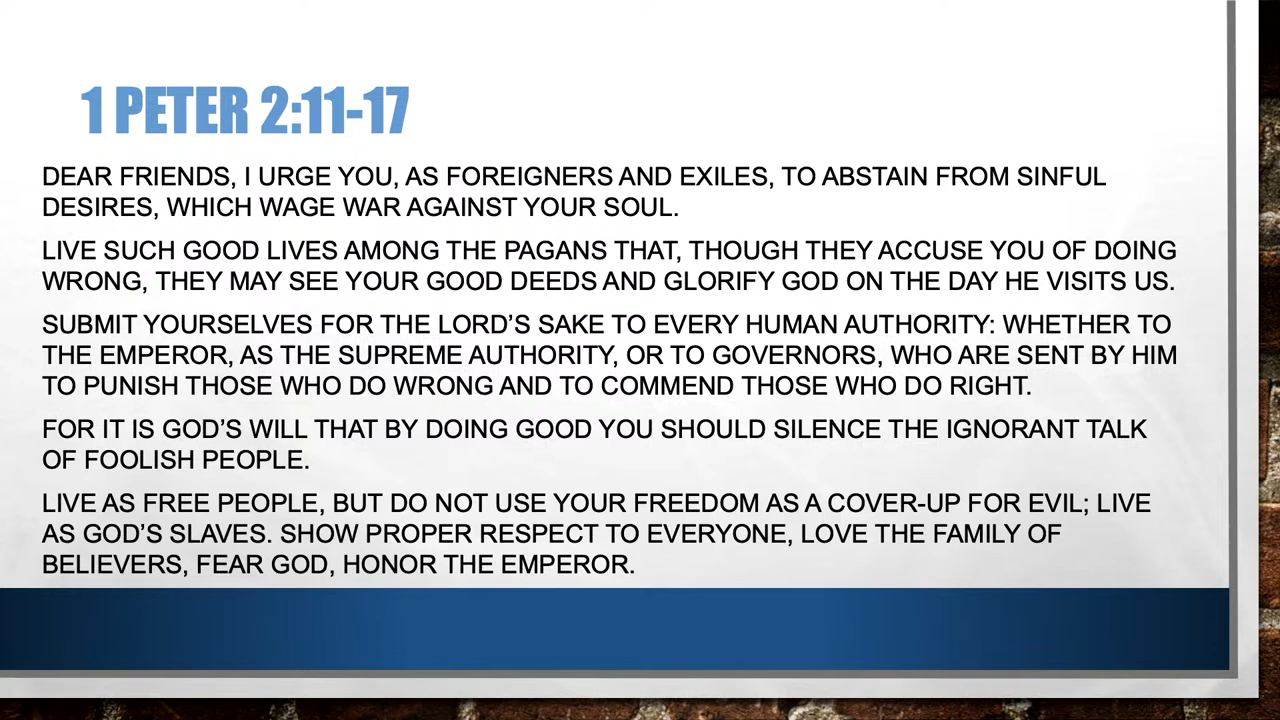 1 PETER 2:11-17
DEAR FRIENDS, I URGE YOU, AS FOREIGNERS AND EXILES, TO ABSTAIN FROM SINFUL
DESIRES, WHICH WAGE WAR AGAINST YOUR SOUL.
LIVE SUCH GOOD LIVES AMONG THE PAGANS THAT, THOUGH THEY ACCUSE YOU OF DOING
WRONG, THEY MAY SEE YOUR GOOD DEEDS AND GLORIFY GOD ON THE DAY HE VISITS US.
SUBMIT YOURSELVES FOR THE LORD’S SAKE TO EVERY HUMAN AUTHORITY: WHETHER TO
THE EMPEROR, AS THE SUPREME AUTHORITY, OR TO GOVERNORS, WHO ARE SENT BY HIM
TO PUNISH THOSE WHO DO WRONG AND TO COMMEND THOSE WHO DO RIGHT.
FOR IT IS GOD’S WILL THAT BY DOING GOOD YOU SHOULD SILENCE THE IGNORANT TALK
OF FOOLISH PEOPLE.
LIVE AS FREE PEOPLE, BUT DO NOT USE YOUR FREEDOM AS A COVER-UP FOR EVIL; LIVE
AS GOD’S SLAVES. SHOW PROPER RESPECT TO EVERYONE, LOVE THE FAMILY OF
BELIEVERS, FEAR GOD, HONOR THE EMPEROR.